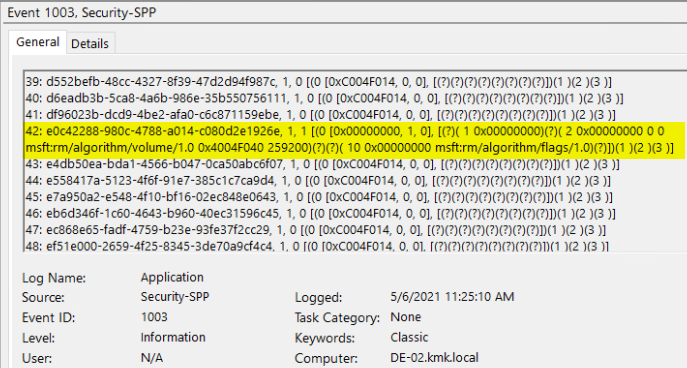 Event 1003, Security-SPP
General Details
39: d552befb-48cc-4327-8f39-47d2d94f987c, 1, 0 [(0 [0xC004F014, 0, 0], [(?)(?)(?)(?)(?)(?)(?)(?)])(1 )(2 )(3 )]
40: d6eadb3b-5ca8-4a6b-986e-35b550756111, 1, 0 [(0 [0xC004F014, 0, 0], [(?)(?)(?)(?)(?)(?)(?)(?)])(1 )(2 )(3 )]
41: df96023b-dcd9-4be2-afa0-c6c871159ebe, 1, 0 [(0 [0xC004F014, 0, 0], [(?)(?)(?)(?)(?)(?)(?)(?)])(1 )(2 )(3 )]
42: e0c42288-980c-4788-a014-c080d2e1926e, 1, 1 [(0 [0x00000000, 1, 0], [(?)( 1 0x00000000)(?)( 2 0x00000000 0 0
msft:rm/algorithm/volume/1.0 0x4004F040 259200)(?)(?)( 10 0x00000000 msft:rm/algorithm/flags/1.0)(?)])(1 )(2 )(3 )]
43: e4db50ea-bda1-4566-b047-0ca50abc6f07, 1, 0 [(0 [0xC004F014, 0, 0], [(?)(?)(?)(?)(?)(?)(?)(?)])(1 )(2 )(3 )]
44: e558417a-5123-4f6f-91e7-385c1c7ca9d4, 1, 0 [(0 [0xC004F014, 0, 0], [(?)(?)(?)(?)(?)(?)(?)(?)])(1 )(2 )(3 )]
45: e7a950a2-e548-4f10-bf16-02ec848e0643, 1, 0 [(0 [0xC004F014, 0, 0], [(?)(?)(?)(?)(?)(?)(?)(?)])(1 )(2 )(3 )]
46: eb6d346f-1c60-4643-b960-40ec31596c45, 1, 0 [(0 [0xC004F014, 0, 0], [(?)(?)(?)(?)(?)(?)(?)(?)])(1 )(2 )(3 )]
47: ec868e65-fadf-4759-b23e-93fe37f2cc29, 1, 0 [(0 [0xC004F014, 0, 0], [(?)(?)(?)(?)(?)(?)(?)(?)])(1 )(2 )(3 )]
48: ef51e000-2659-4f25-8345-3de70a9cf4c4, 1, 0 [(0 [0xC004F014, 0, 0], [(?)(?)(?)(?)(?)(?)(?)(?)])(1 )(2 )(3 )]
Log Name: Application
Source: Security-SPP Logged: 5/6/2021 11:25:10 AM
Event ID: 1003 Task Category: None
Level: Information Keywords: Classic
User: N/A Computer: DE-02.kmk.local